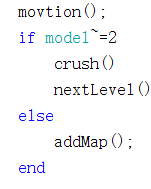 movtion();
if model~=2
crush()
nextLevel()
else
addMap();
end